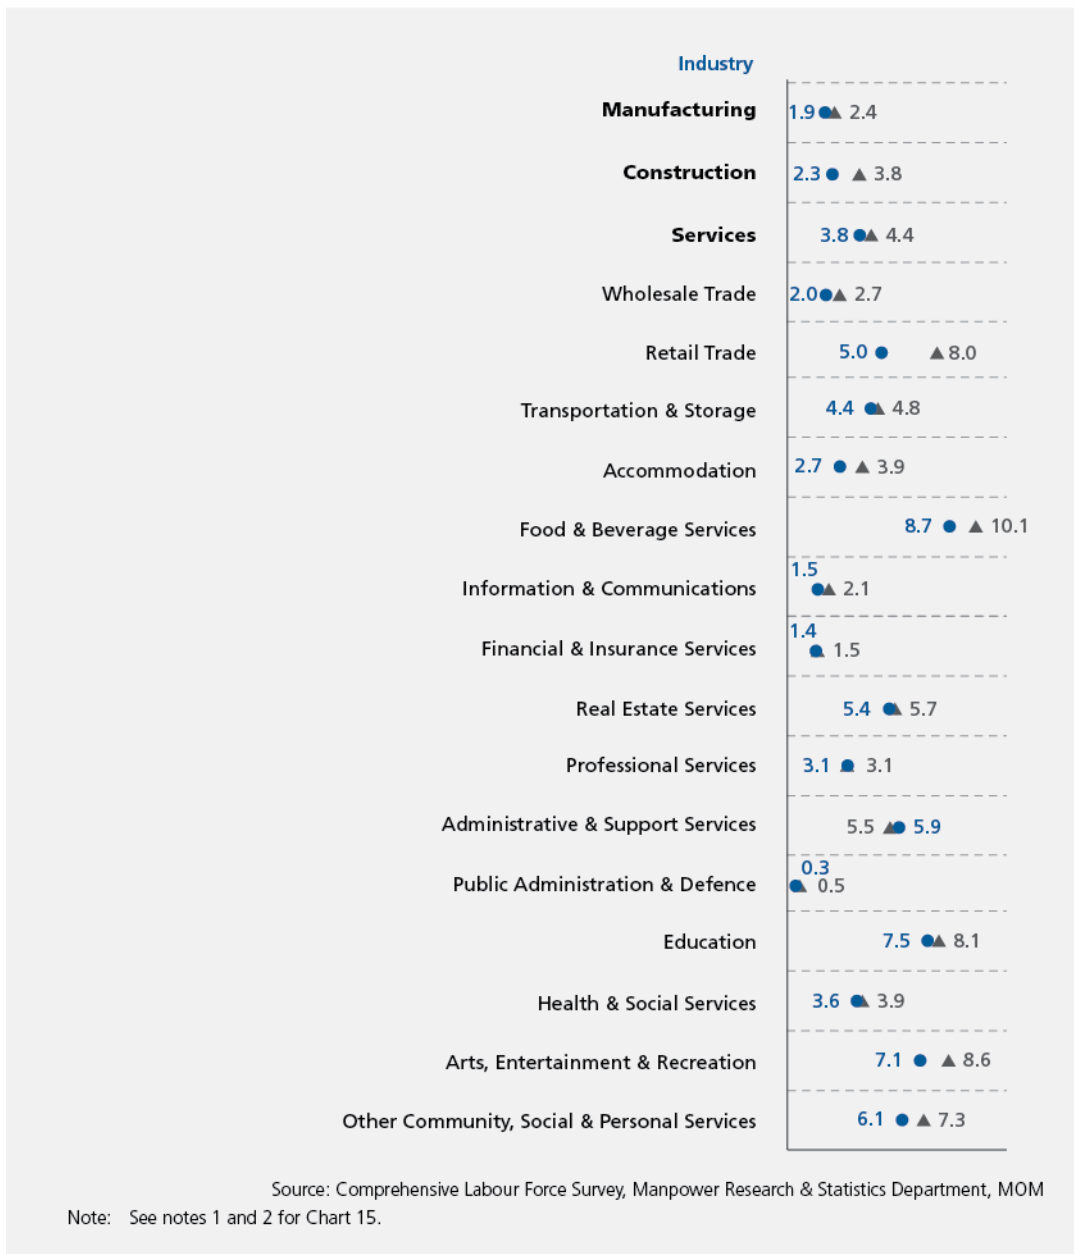 Industry
Manufacturing 1.9 2.4
Construction 2.3 3.8
Services 3.8 4.4
Wholesale Trade 2.0 2.7
Retail Trade 5.0 8.0
Transportation & Storage 4.4 4.8
Accommodation 2.7 3.9
Food & Beverage Services 8.7 10.1
Information & Communications 1.5 2.1
Financial & Insurance Services 1.4 1.5
Real Estate Services 5.4 5.7
Professional Services 3.1 3.1
Administrative & Support Services 5.5 5.9
Public Administration & Defence 0.3 0.5
Education 7.5 8.1
Health & Social Services 3.6 3.9
Arts, Entertainment & Recreation 7.1 8.6
Other Community, Social & Personal Services 6.1 7.3
Source: Comprehensive Labour Force Survey, Manpower Research & Statistics Department, MOM
Note: See notes 1 and 2 for Chart 15.